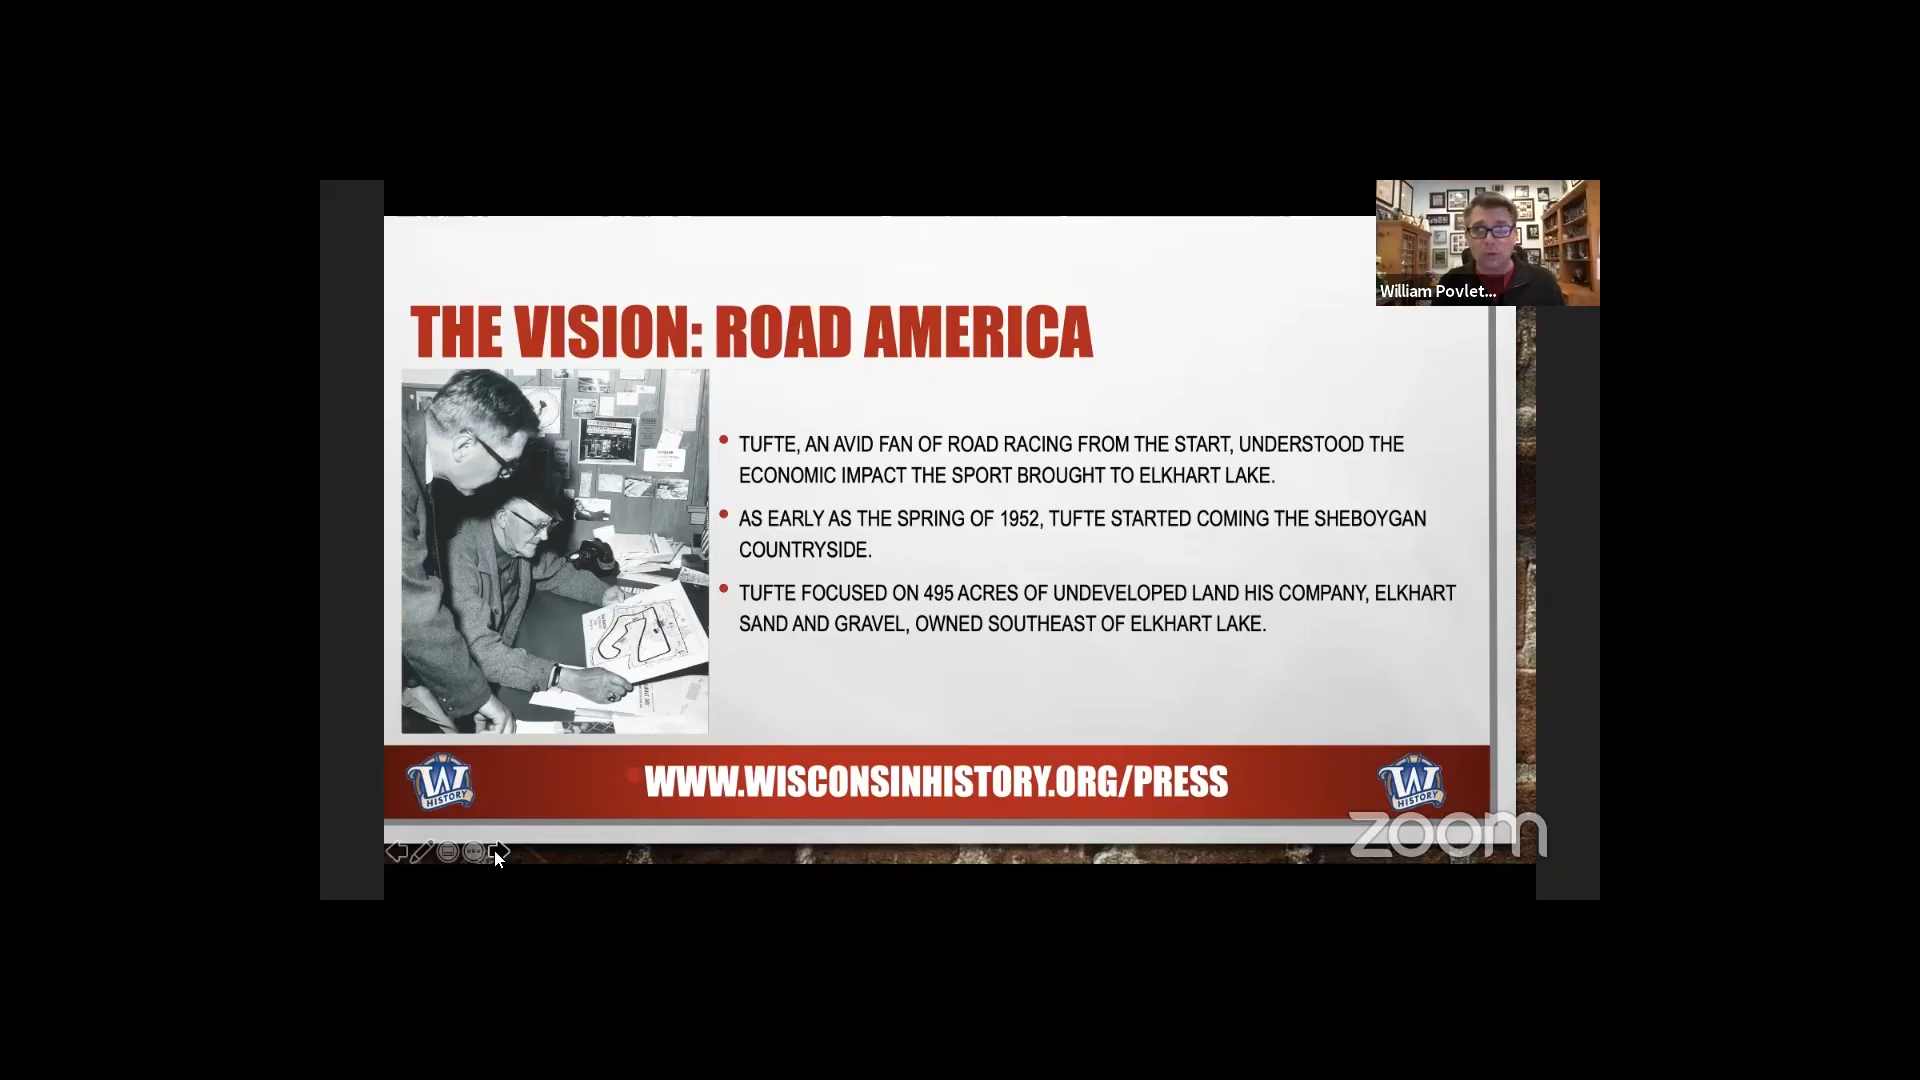 William Povlet...
THE VISION: ROAD AMERICA
TUFTE, AN AVID FAN OF ROAD RACING FROM THE START, UNDERSTOOD THE
ECONOMIC IMPACT THE SPORT BROUGHT TO ELKHART LAKE.
AS EARLY AS THE SPRING OF 1952, TUFTE STARTED COMING THE SHEBOYGAN
COUNTRYSIDE.
TUFTE FOCUSED ON 495 ACRES OF UNDEVELOPED LAND HIS COMPANY, ELKHART
SAND AND GRAVEL, OWNED SOUTHEAST OF ELKHART LAKE.
W HISTORY
WWW.WISCONSINHISTORY.ORG/PRESS
W HISTORY
zoom